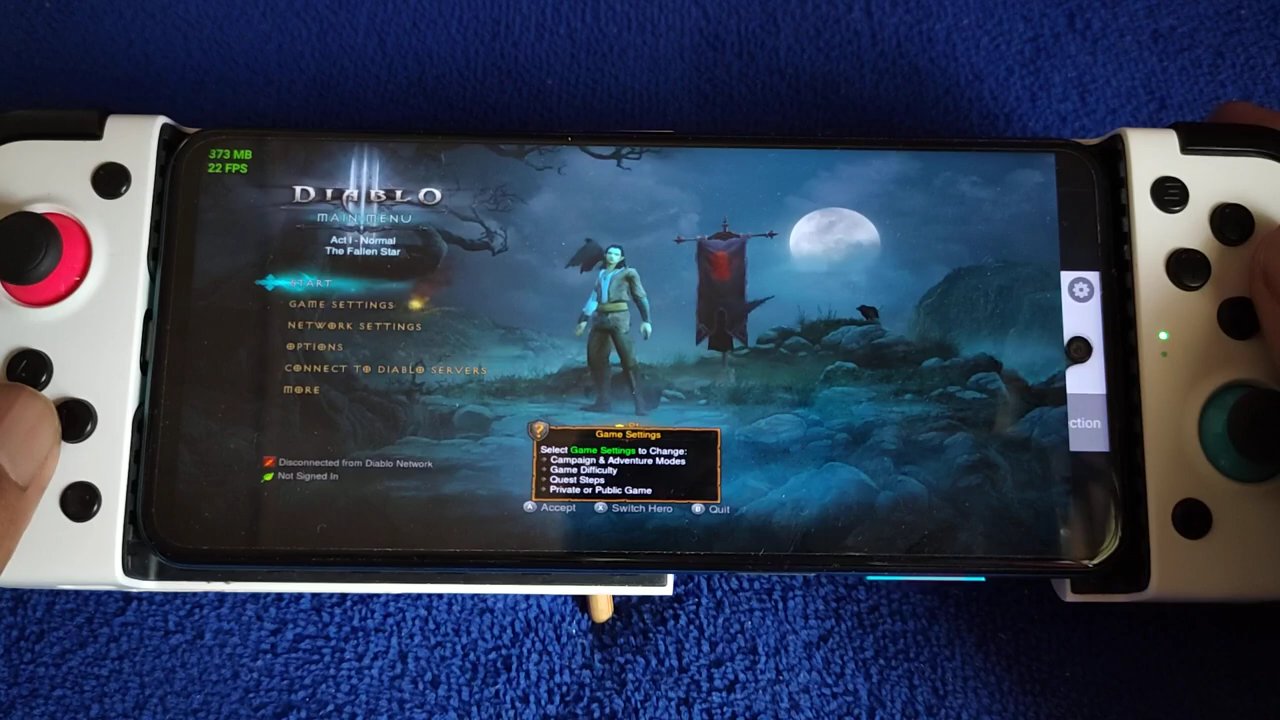 373 MB
22 FPS
DIABLO
MAIN MENU
Act I - Normal
The Fallen Star
START
GAME SETTINGS
NETWORK SETTINGS
OPTIONS
CONNECT TO DIABLO SERVERS
MORE
Disconnected from Diablo Network
Not Signed In
Game Settings
Select Game Settings to Change:
Campaign & Adventure Modes
Game Difficulty
Quest Steps
Private or Public Game
A Accept X Switch Hero B Quit
ction